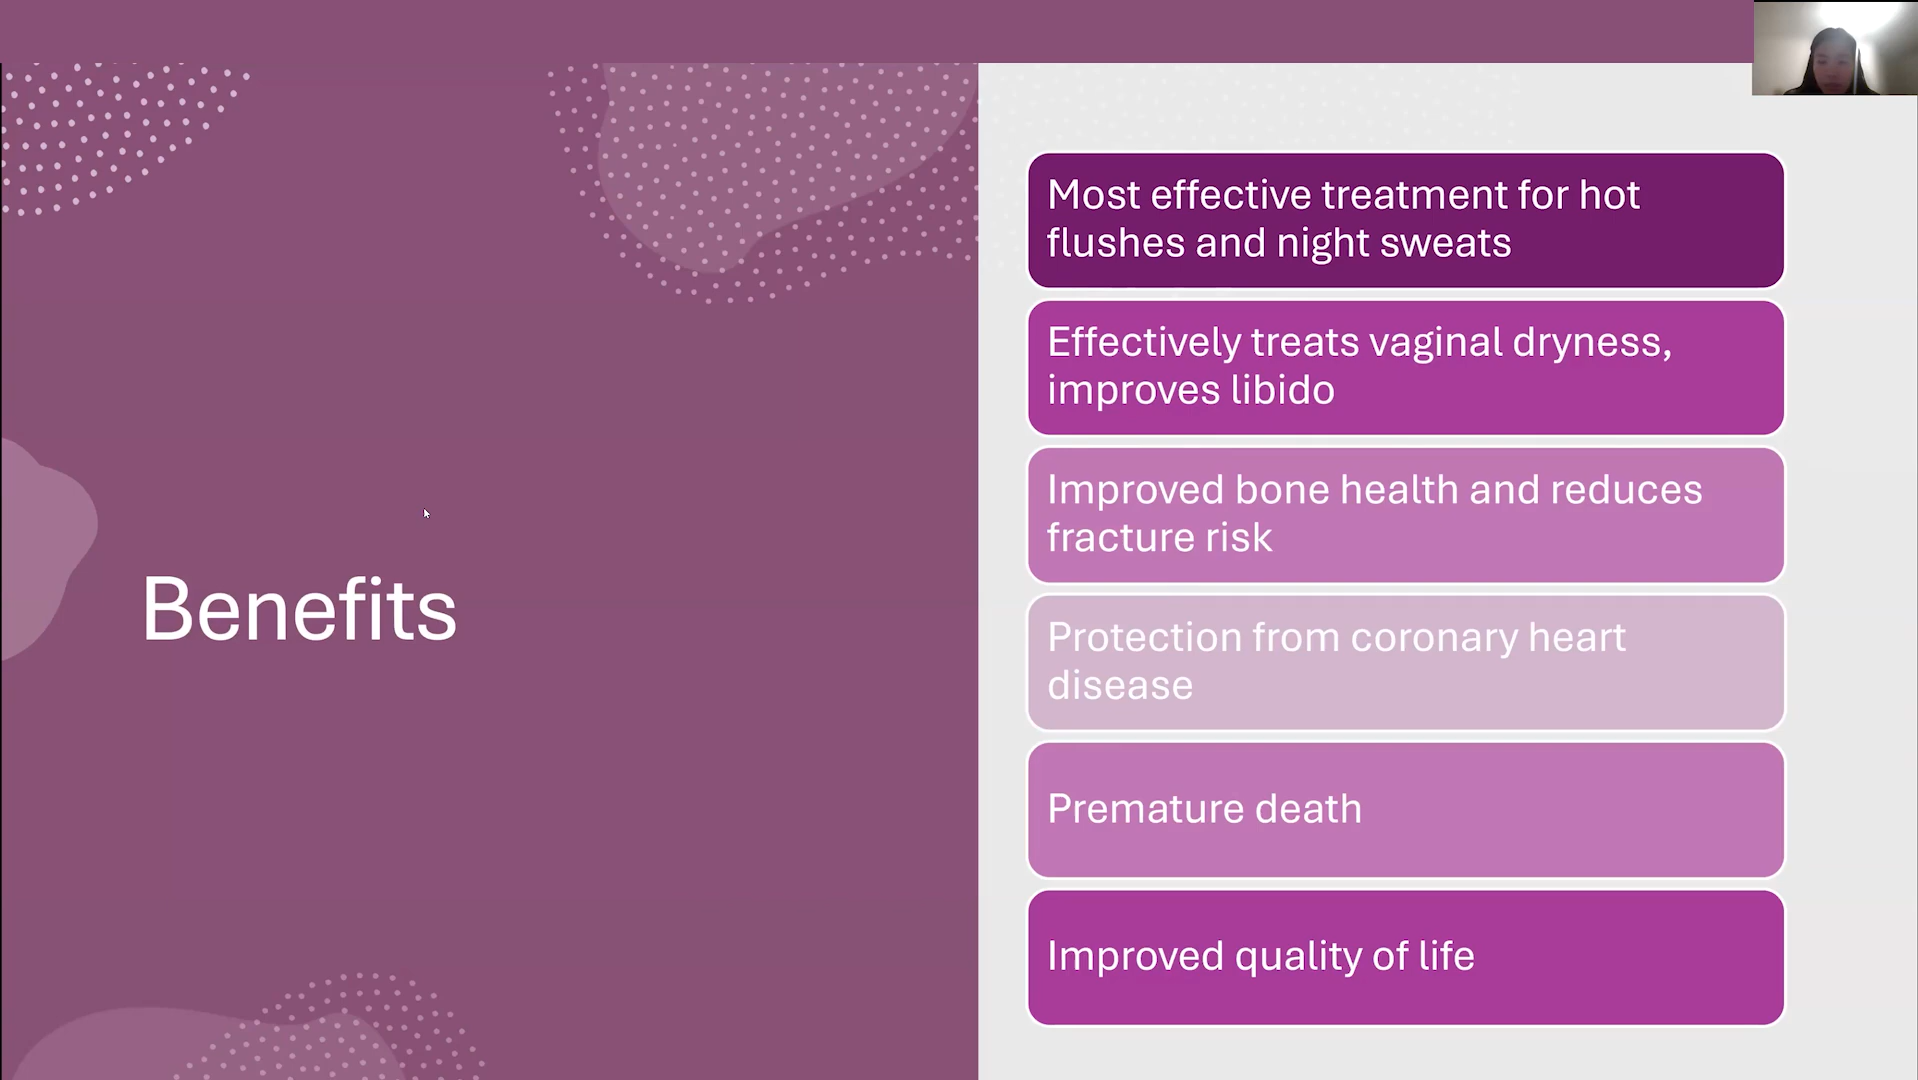 Benefits
Most effective treatment for hot
flushes and night sweats
Effectively treats vaginal dryness,
improves libido
Improved bone health and reduces
fracture risk
Protection from coronary heart
disease
Premature death
Improved quality of life